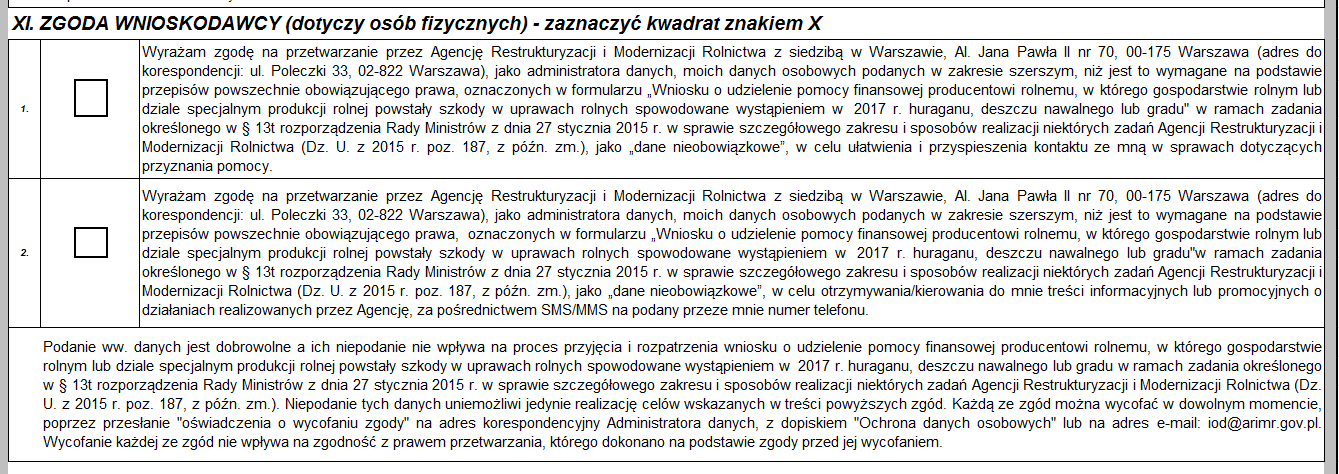 XI. ZGODA WNIOSKODAWCY (dotyczy osób fizycznych) - zaznaczyć kwadrat znakiem X
1.
Wyrażam zgodę na przetwarzanie przez Agencję Restrukturyzacji i Modernizacji Rolnictwa z siedzibą w Warszawie, Al. Jana Pawła II nr 70, 00-175 Warszawa (adres do
korespondencji: ul. Poleczki 33, 02-822 Warszawa), jako administratora danych, moich danych osobowych podanych w zakresie szerszym, niż jest to wymagane na podstawie
przepisów powszechnie obowiązującego prawa, oznaczonych w formularzu „Wniosku o udzielenie pomocy finansowej producentowi rolnemu, w którego gospodarstwie rolnym lub
dziale specjalnym produkcji rolnej powstały szkody w uprawach rolnych spowodowane wystąpieniem w 2017 r. huraganu, deszczu nawalnego lub gradu" w ramach zadania
określonego w § 13t rozporządzenia Rady Ministrów z dnia 27 stycznia 2015 r. w sprawie szczegółowego zakresu i sposobów realizacji niektórych zadań Agencji Restrukturyzacji i
Modernizacji Rolnictwa (Dz. U. z 2015 r. poz. 187, z późn. zm.), jako „dane nieobowiązkowe”, w celu ułatwienia i przyspieszenia kontaktu ze mną w sprawach dotyczących
przyznania pomocy.
2.
Wyrażam zgodę na przetwarzanie przez Agencję Restrukturyzacji i Modernizacji Rolnictwa z siedzibą w Warszawie, Al. Jana Pawła II nr 70, 00-175 Warszawa (adres do
korespondencji: ul. Poleczki 33, 02-822 Warszawa), jako administratora danych, moich danych osobowych podanych w zakresie szerszym, niż jest to wymagane na podstawie
przepisów powszechnie obowiązującego prawa, oznaczonych w formularzu „Wniosku o udzielenie pomocy finansowej producentowi rolnemu, w którego gospodarstwie rolnym lub
dziale specjalnym produkcji rolnej powstały szkody w uprawach rolnych spowodowane wystąpieniem w 2017 r. huraganu, deszczu nawalnego lub gradu"w ramach zadania
określonego w § 13t rozporządzenia Rady Ministrów z dnia 27 stycznia 2015 r. w sprawie szczegółowego zakresu i sposobów realizacji niektórych zadań Agencji Restrukturyzacji i
Modernizacji Rolnictwa (Dz. U. z 2015 r. poz. 187, z późn. zm.), jako „dane nieobowiązkowe”, w celu otrzymywania/kierowania do mnie treści informacyjnych lub promocyjnych o
działaniach realizowanych przez Agencję, za pośrednictwem SMS/MMS na podany przeze mnie numer telefonu.
Podanie ww. danych jest dobrowolne a ich niepodanie nie wpływa na proces przyjęcia i rozpatrzenia wniosku o udzielenie pomocy finansowej producentowi rolnemu, w którego gospodarstwie
rolnym lub dziale specjalnym produkcji rolnej powstały szkody w uprawach rolnych spowodowane wystąpieniem w 2017 r. huraganu, deszczu nawalnego lub gradu w ramach zadania określonego
w § 13t rozporządzenia Rady Ministrów z dnia 27 stycznia 2015 r. w sprawie szczegółowego zakresu i sposobów realizacji niektórych zadań Agencji Restrukturyzacji i Modernizacji Rolnictwa (Dz.
U. z 2015 r. poz. 187, z późn. zm.). Niepodanie tych danych uniemożliwi jedynie realizację celów wskazanych w treści powyższych zgód. Każdą ze zgód można wycofać w dowolnym momencie,
poprzez przesłanie "oświadczenia o wycofaniu zgody" na adres korespondencyjny Administratora danych, z dopiskiem "Ochrona danych osobowych" lub na adres e-mail: iod@arimr.gov.pl.
Wycofanie każdej ze zgód nie wpływa na zgodność z prawem przetwarzania, którego dokonano na podstawie zgody przed jej wycofaniem.